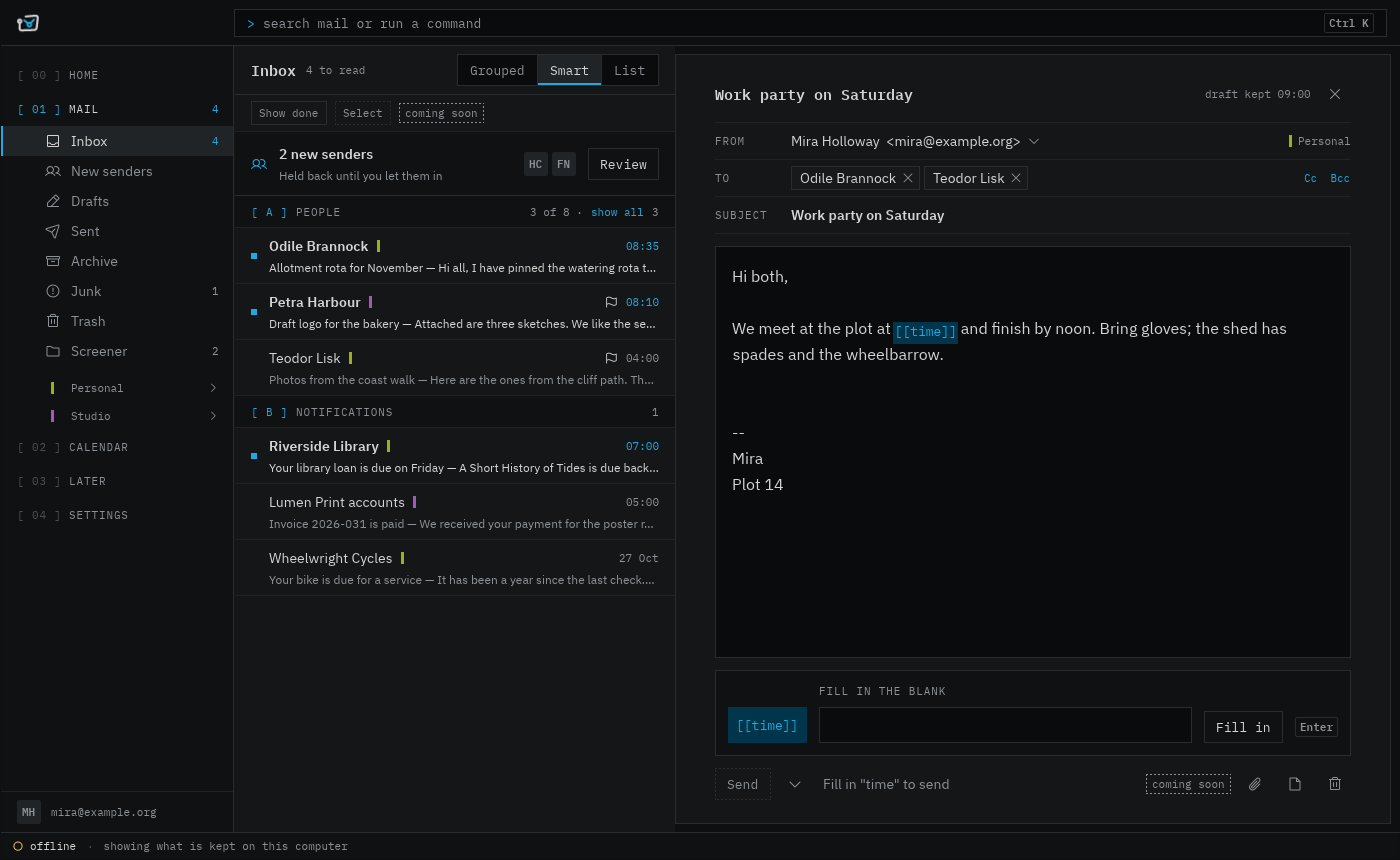 > search mail or run a command Ctrl K
[ 00 ] HOME
[ 01 ] MAIL 4
Inbox 4
New senders
Drafts
Sent
Archive
Junk 1
Trash
Screener 2
Personal
Studio
[ 02 ] CALENDAR
[ 03 ] LATER
[ 04 ] SETTINGS
MH mira@example.org
Inbox 4 to read Grouped Smart List
Show done Select coming soon
2 new senders
Held back until you let them in
HC FN Review
[ A ] PEOPLE 3 of 8 · show all 3
Odile Brannock 08:35
Allotment rota for November — Hi all, I have pinned the watering rota t...
Petra Harbour 08:10
Draft logo for the bakery — Attached are three sketches. We like the se...
Teodor Lisk 04:00
Photos from the coast walk — Here are the ones from the cliff path. Th...
[ B ] NOTIFICATIONS 1
Riverside Library 07:00
Your library loan is due on Friday — A Short History of Tides is due back...
Lumen Print accounts 05:00
Invoice 2026-031 is paid — We received your payment for the poster r...
Wheelwright Cycles 27 Oct
Your bike is due for a service — It has been a year since the last check....
Work party on Saturday draft kept 09:00
FROM Mira Holloway <mira@example.org> Personal
TO Odile Brannock Teodor Lisk Cc Bcc
SUBJECT Work party on Saturday
Hi both,
We meet at the plot at [[time]] and finish by noon. Bring gloves; the shed has
spades and the wheelbarrow.
--
Mira
Plot 14
FILL IN THE BLANK
[[time]] Fill in Enter
Send Fill in "time" to send coming soon
offline · showing what is kept on this computer